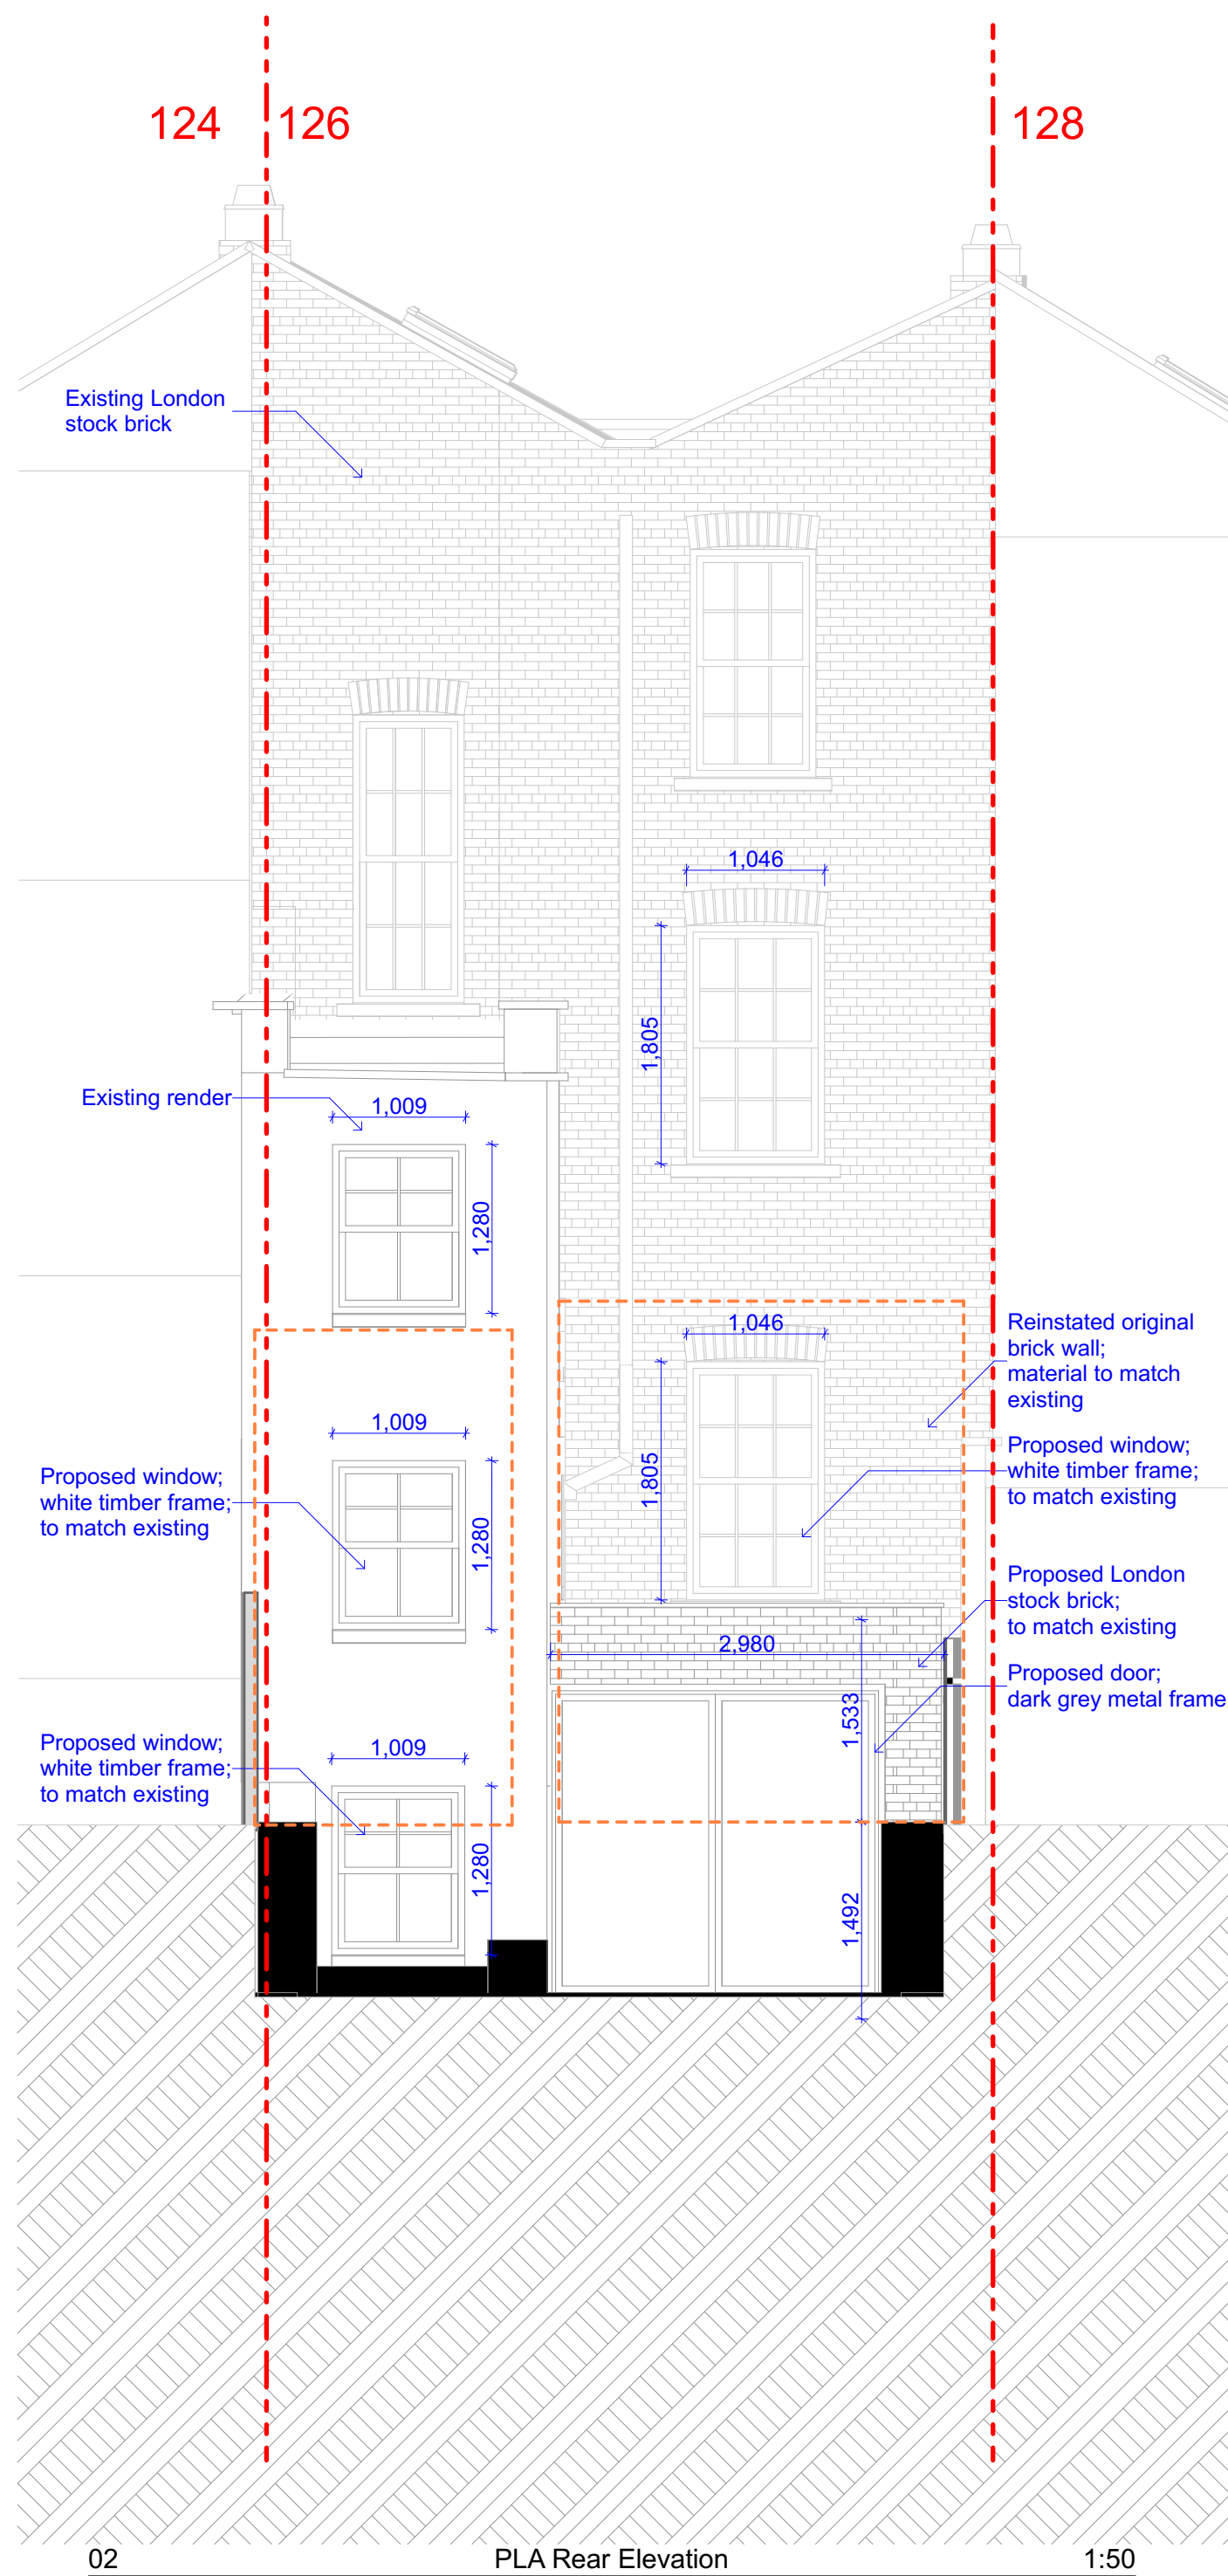 124
126
128
Existing London
stock brick
1,046
1,805
Existing render
1,009
1,280
1,046
Reinstated original
brick wall;
material to match
existing
1,009
Proposed window;
white timber frame;
to match existing
1,805
Proposed window;
white timber frame;
to match existing
1,280
Proposed London
stock brick;
to match existing
2,980
Proposed door;
dark grey metal frame
1,533
Proposed window;
white timber frame;
to match existing
1,009
1,280
1,492
02
PLA Rear Elevation
1:50